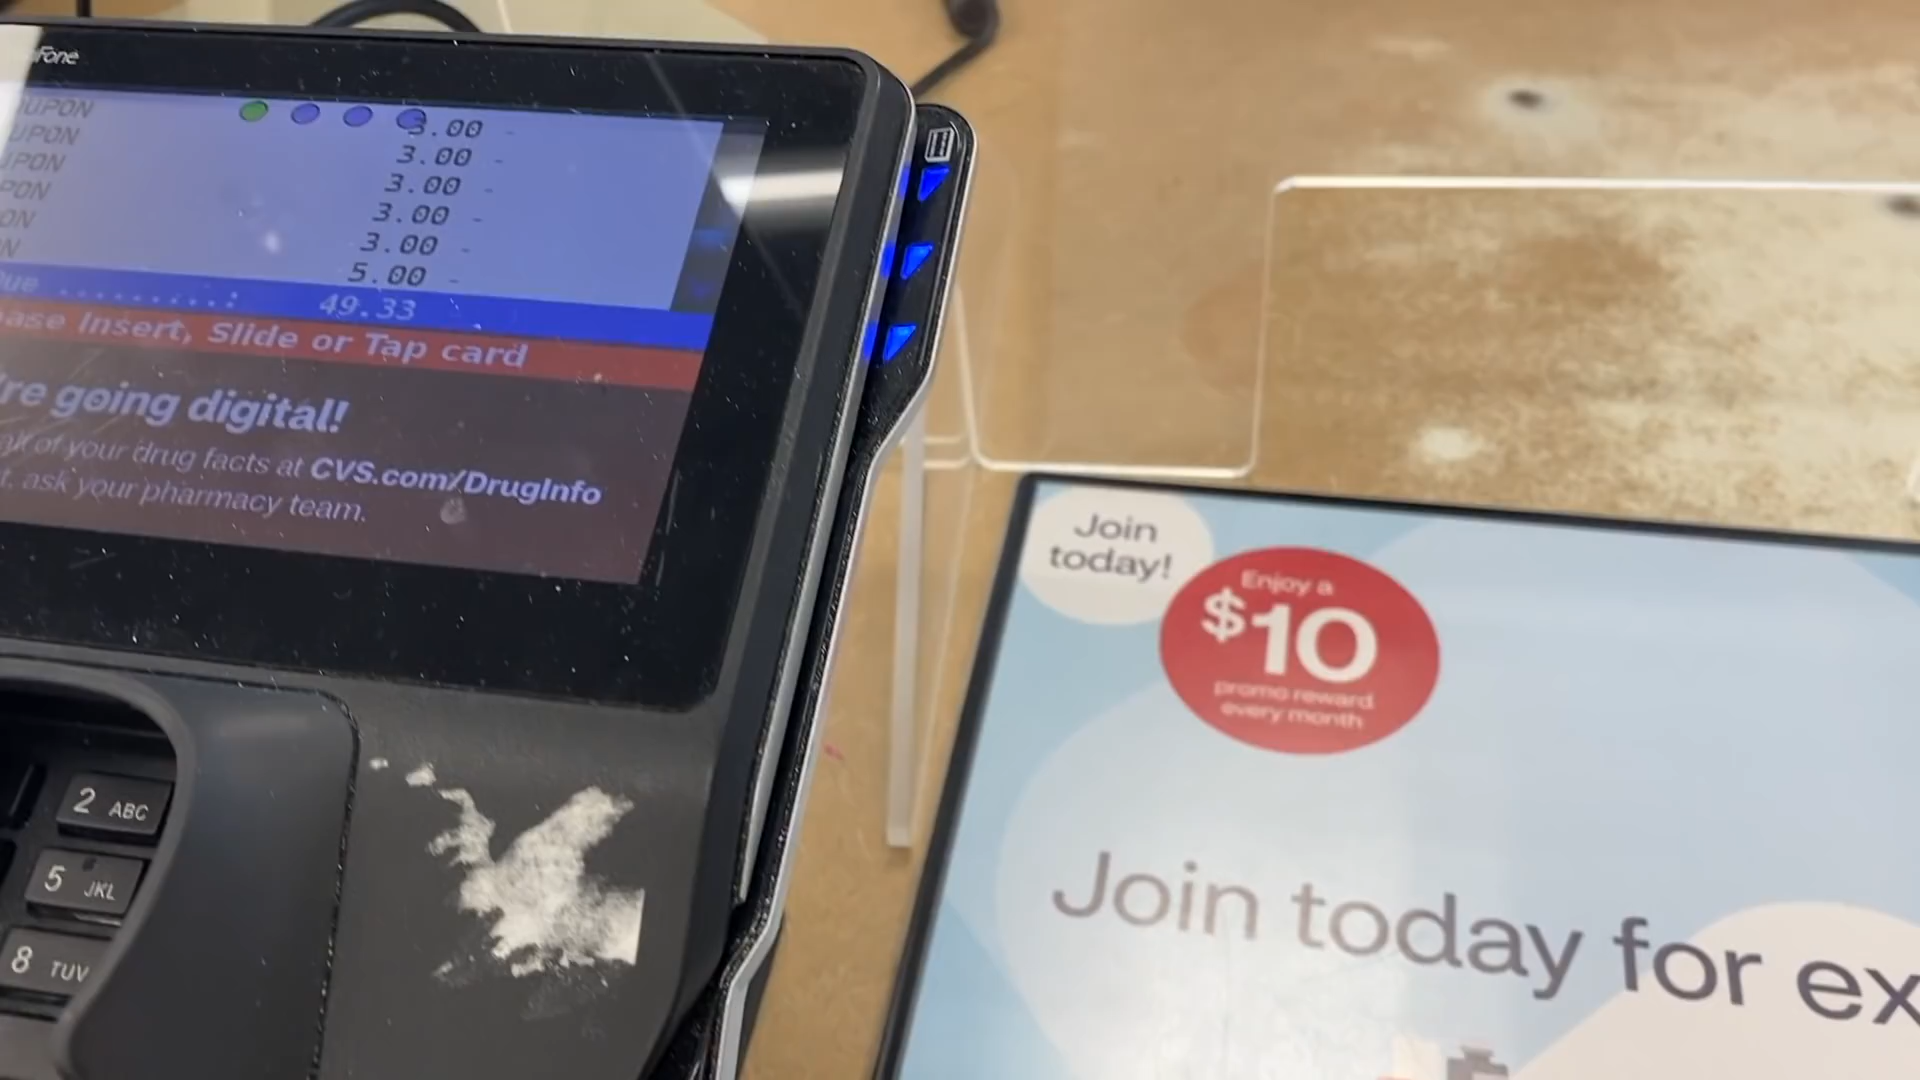 Fone
OUPON 3.00 -
UPON 3.00 -
UPON 3.00 -
PON 3.00 -
ON 3.00 -
N 5.00 -
ue ..........: 49.33
ase Insert, Slide or Tap card
're going digital!
all of your drug facts at CVS.com/DrugInfo
t, ask your pharmacy team.
2 ABC
5 JKL
8 TUV
Join
today!
Enjoy a
$10
promo reward
every month
Join today for ex